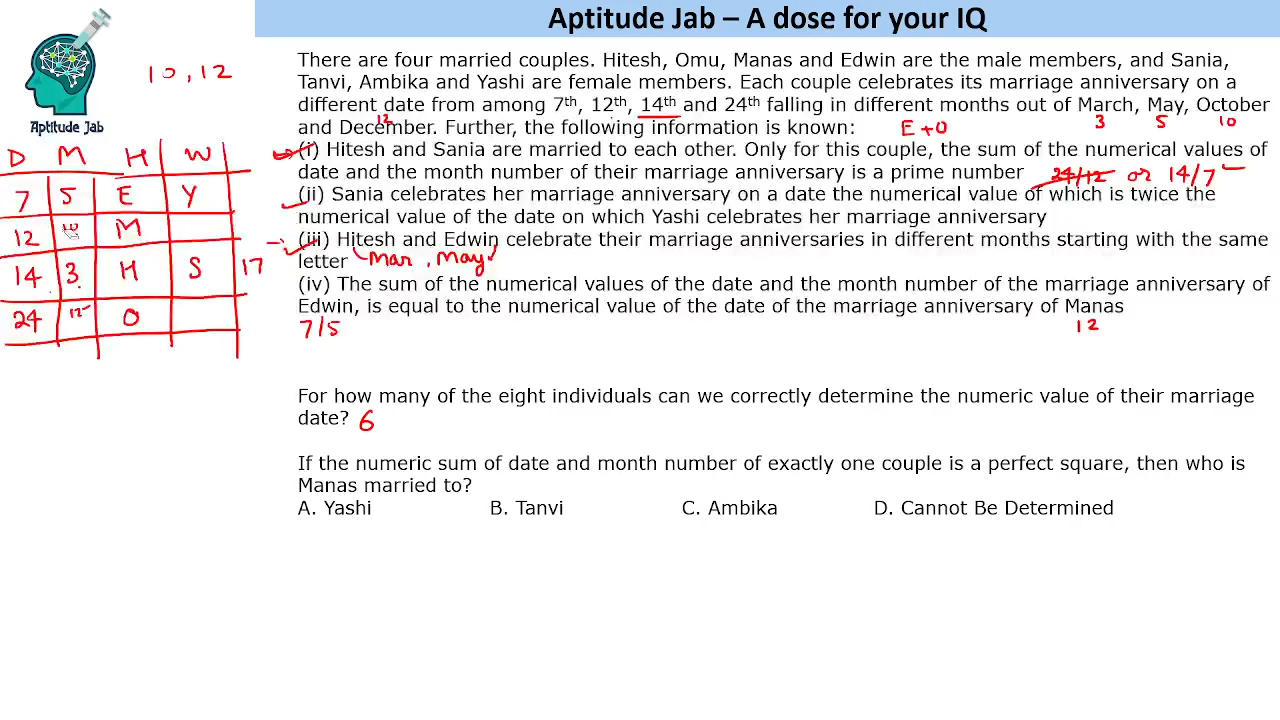 Aptitude Jab – A dose for your IQ
Aptitude Jab
10, 12
There are four married couples. Hitesh, Omu, Manas and Edwin are the male members, and Sania,
Tanvi, Ambika and Yashi are female members. Each couple celebrates its marriage anniversary on a
different date from among 7th, 12th, 14th and 24th falling in different months out of March, May, October
and December. Further, the following information is known:
12 E+O 3 5 10
(i) Hitesh and Sania are married to each other. Only for this couple, the sum of the numerical values of
date and the month number of their marriage anniversary is a prime number
24/12 or 14/7
(ii) Sania celebrates her marriage anniversary on a date the numerical value of which is twice the
numerical value of the date on which Yashi celebrates her marriage anniversary
(iii) Hitesh and Edwin celebrate their marriage anniversaries in different months starting with the same
letter
Mar, May
(iv) The sum of the numerical values of the date and the month number of the marriage anniversary of
Edwin, is equal to the numerical value of the date of the marriage anniversary of Manas
7/5 12
D M H W
7 5 E Y
12 10 M
14 3 H S 17
24 12 O
For how many of the eight individuals can we correctly determine the numeric value of their marriage
date? 6
If the numeric sum of date and month number of exactly one couple is a perfect square, then who is
Manas married to?
A. Yashi B. Tanvi C. Ambika D. Cannot Be Determined